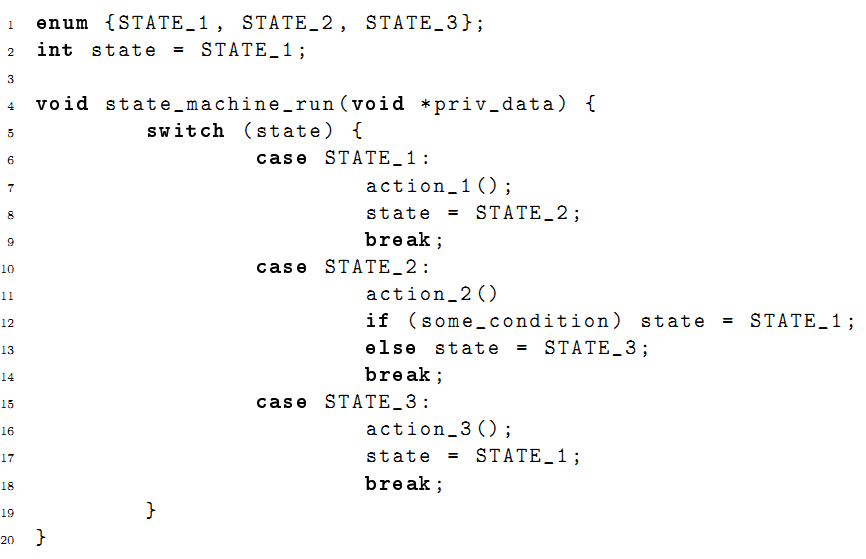 1 enum {STATE_1, STATE_2, STATE_3};
2 int state = STATE_1;
3
4 void state_machine_run(void *priv_data) {
5 switch (state) {
6 case STATE_1:
7 action_1();
8 state = STATE_2;
9 break;
10 case STATE_2:
11 action_2()
12 if (some_condition) state = STATE_1;
13 else state = STATE_3;
14 break;
15 case STATE_3:
16 action_3();
17 state = STATE_1;
18 break;
19 }
20 }